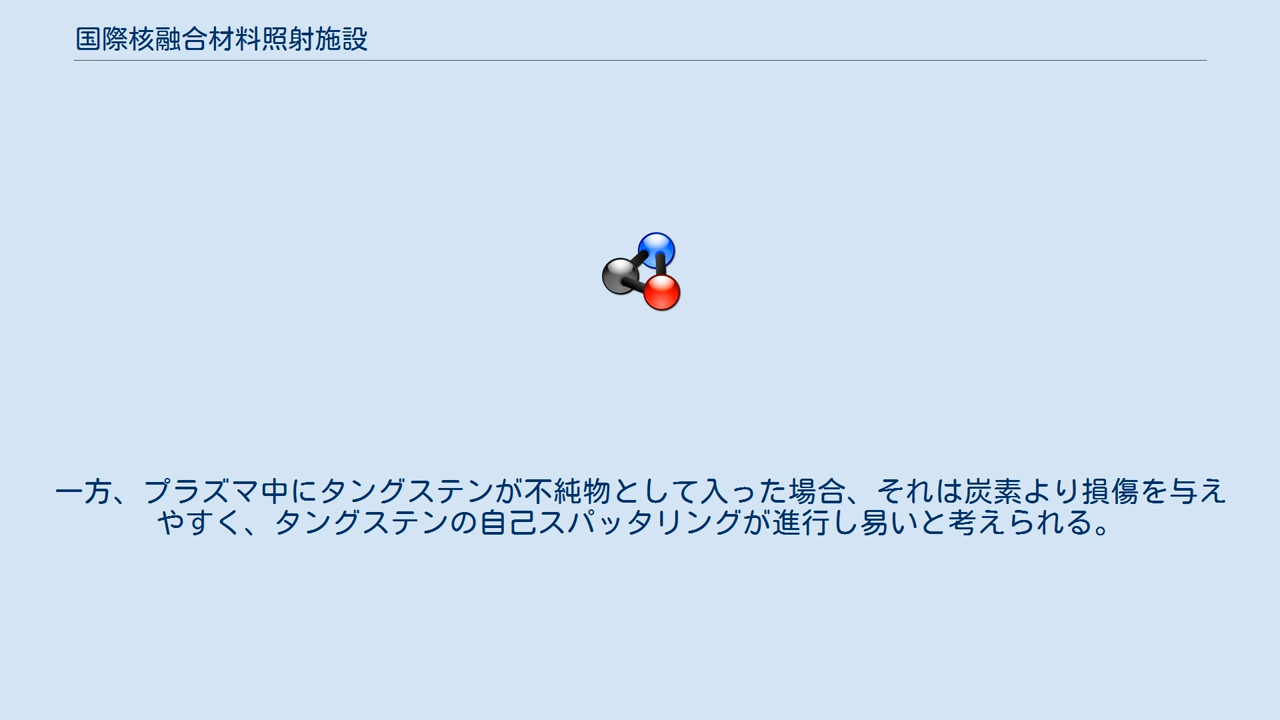 国際核融合材料照射施設
一方、プラズマ中にタングステンが不純物として入った場合、それは炭素より損傷を与え
やすく、タングステンの自己スパッタリングが進行し易いと考えられる。